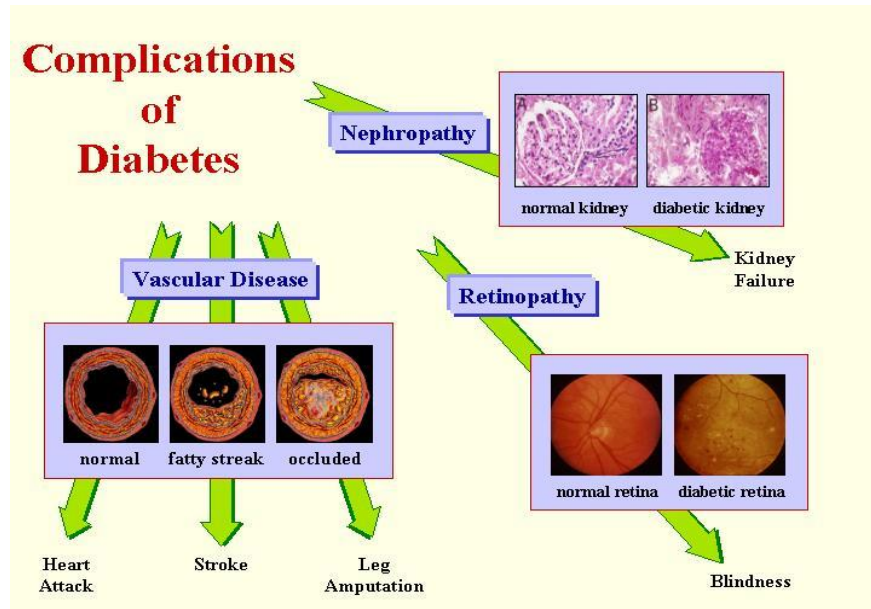 Complications
of
Diabetes
Nephropathy
A B
normal kidney diabetic kidney
Kidney
Failure
Vascular Disease
normal fatty streak occluded
Heart
Attack
Stroke
Leg
Amputation
Retinopathy
normal retina diabetic retina
Blindness